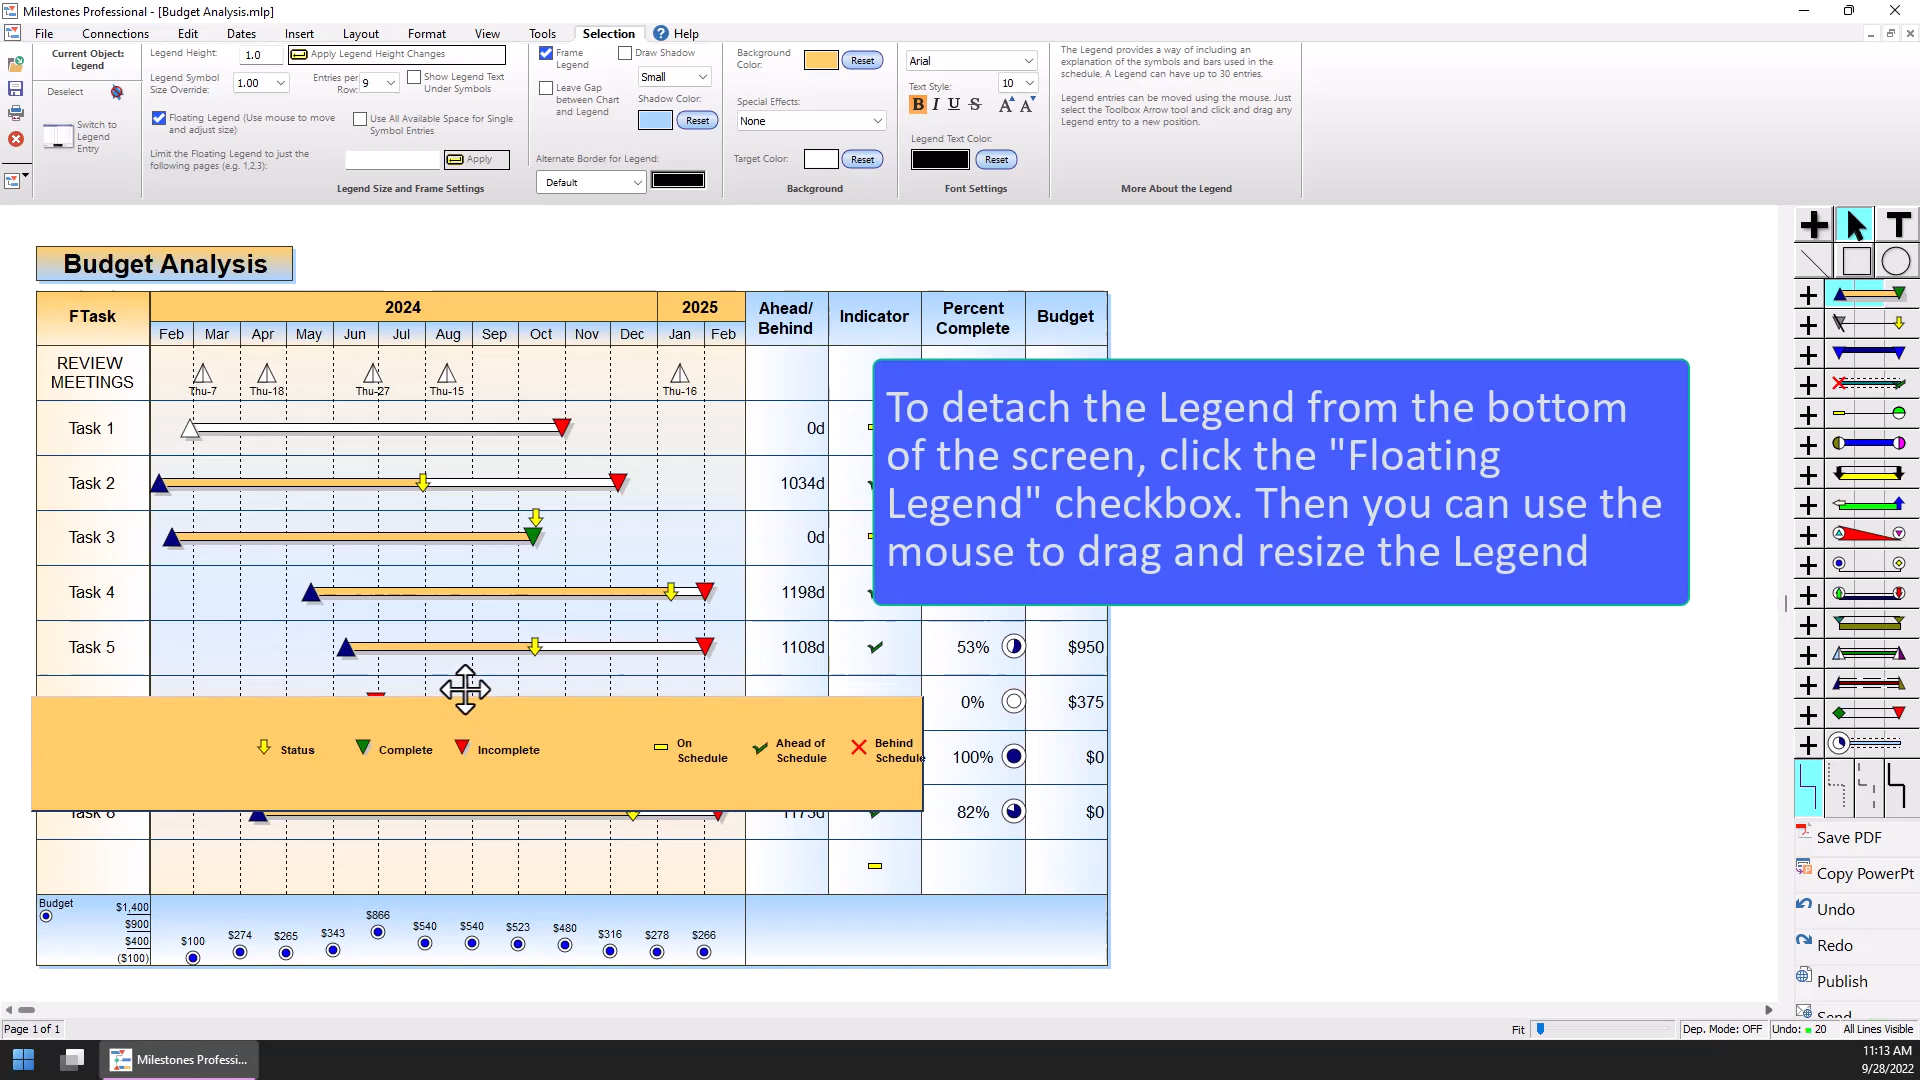 Milestones Professional - [Budget Analysis.mlp]
File Connections Edit Dates Insert Layout Format View Tools Selection Help
Current Object:
Legend
Deselect
Switch to
Legend
Entry
Legend Height: 1.0 Apply Legend Height Changes
Legend Symbol
Size Override: 1.00
Entries per
Row: 9
Show Legend Text
Under Symbols
Floating Legend (Use mouse to move
and adjust size)
Use All Available Space for Single
Symbol Entries
Limit the Floating Legend to just the
following pages (e.g. 1,2,3):
Apply
Legend Size and Frame Settings
Frame
Legend
Draw Shadow
Small
Leave Gap
between Chart
and Legend
Shadow Color:
Reset
Alternate Border for Legend:
Default
Background
Color:
Reset
Special Effects:
None
Target Color:
Reset
Background
Arial
Text Style: 10
B I U S A A
Legend Text Color:
Reset
Font Settings
The Legend provides a way of including an
explanation of the symbols and bars used in the
schedule. A Legend can have up to 30 entries.
Legend entries can be moved using the mouse. Just
select the Toolbox Arrow tool and click and drag any
Legend entry to a new position.
More About the Legend
Budget Analysis
FTask 2024 2025 Ahead/
Behind Indicator Percent
Complete Budget
Feb Mar Apr May Jun Jul Aug Sep Oct Nov Dec Jan Feb
REVIEW
MEETINGS
Thu-7 Thu-18 Thu-27 Thu-15 Thu-16
Task 1 0d
Task 2 1034d
Task 3 0d
Task 4 1198d
Task 5 1108d 53% $950
0% $375
100% $0
Task 8 1173d 82% $0
To detach the Legend from the bottom
of the screen, click the "Floating
Legend" checkbox. Then you can use the
mouse to drag and resize the Legend
Status Complete Incomplete
On
Schedule
Ahead of
Schedule
Behind
Schedule
Budget
$1,400
$900
$400
($100)
$100 $274 $265 $343 $866 $540 $540 $523 $480 $316 $278 $266
T
Save PDF
Copy PowerPt
Undo
Redo
Publish
Send
Page 1 of 1 Fit Dep. Mode: OFF Undo: 20 All Lines Visible
Milestones Professi...
11:13 AM
9/28/2022